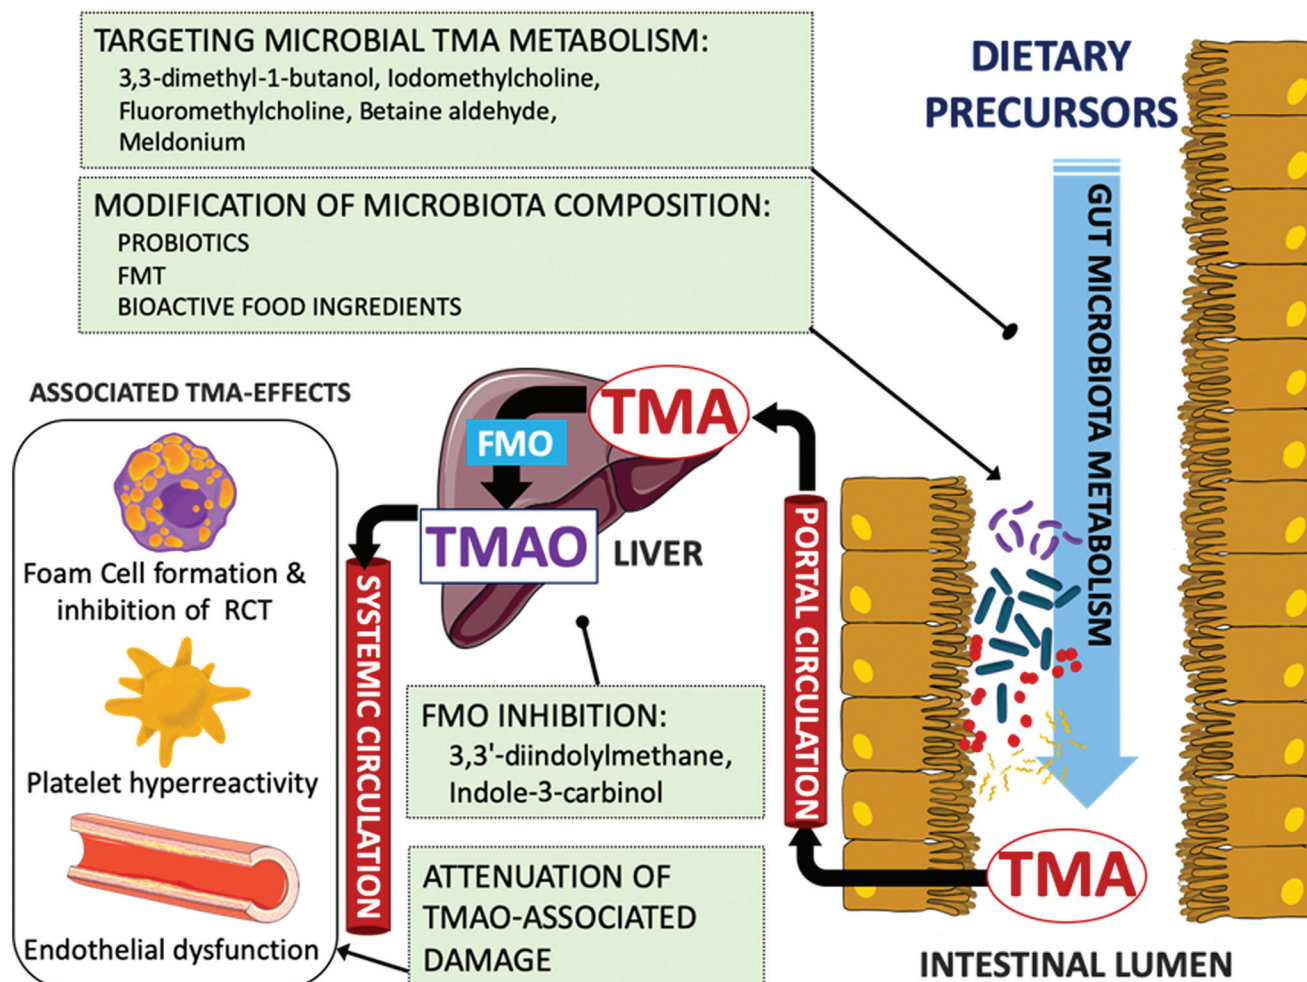 TARGETING MICROBIAL TMA METABOLISM:
3,3-dimethyl-1-butanol, Iodomethylcholine,
Fluoromethylcholine, Betaine aldehyde,
Meldonium
MODIFICATION OF MICROBIOTA COMPOSITION:
PROBIOTICS
FMT
BIOACTIVE FOOD INGREDIENTS
DIETARY
PRECURSORS
GUT MICROBIOTA METABOLISM
ASSOCIATED TMA-EFFECTS
Foam Cell formation &
inhibition of RCT
Platelet hyperreactivity
Endothelial dysfunction
TMA
FMO
TMAO
LIVER
SYSTEMIC CIRCULATION
PORTAL CIRCULATION
FMO INHIBITION:
3,3'-diindolylmethane,
Indole-3-carbinol
ATTENUATION OF
TMAO-ASSOCIATED
DAMAGE
TMA
INTESTINAL LUMEN